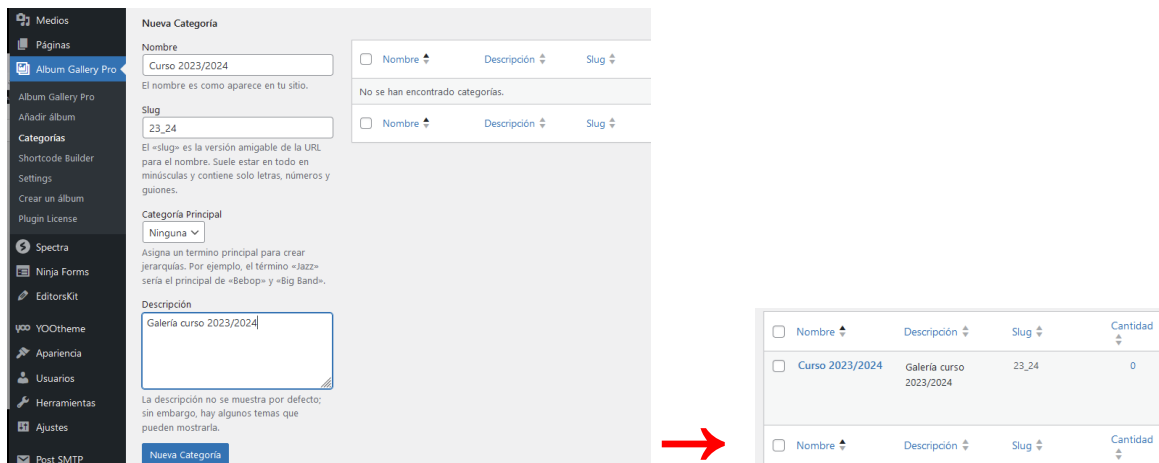 Medios
Páginas
Album Gallery Pro
Album Gallery Pro
Añadir álbum
Categorías
Shortcode Builder
Settings
Crear un álbum
Plugin License
Spectra
Ninja Forms
EditorsKit
YOOtheme
Apariencia
Usuarios
Herramientas
Ajustes
Post SMTP
Nueva Categoría
Nombre
Curso 2023/2024
El nombre es como aparece en tu sitio.
Slug
23_24
El «slug» es la versión amigable de la URL
para el nombre. Suele estar en todo en
minúsculas y contiene solo letras, números y
guiones.
Categoría Principal
Ninguna
Asigna un termino principal para crear
jerarquías. Por ejemplo, el término «Jazz»
sería el principal de «Bebop» y «Big Band».
Descripción
Galería curso 2023/2024
La descripción no se muestra por defecto;
sin embargo, hay algunos temas que
pueden mostrarla.
Nueva Categoría
Nombre Descripción Slug
No se han encontrado categorías.
Nombre Descripción Slug
Nombre Descripción Slug Cantidad
Curso 2023/2024 Galería curso 23_24 0
2023/2024
Nombre Descripción Slug Cantidad